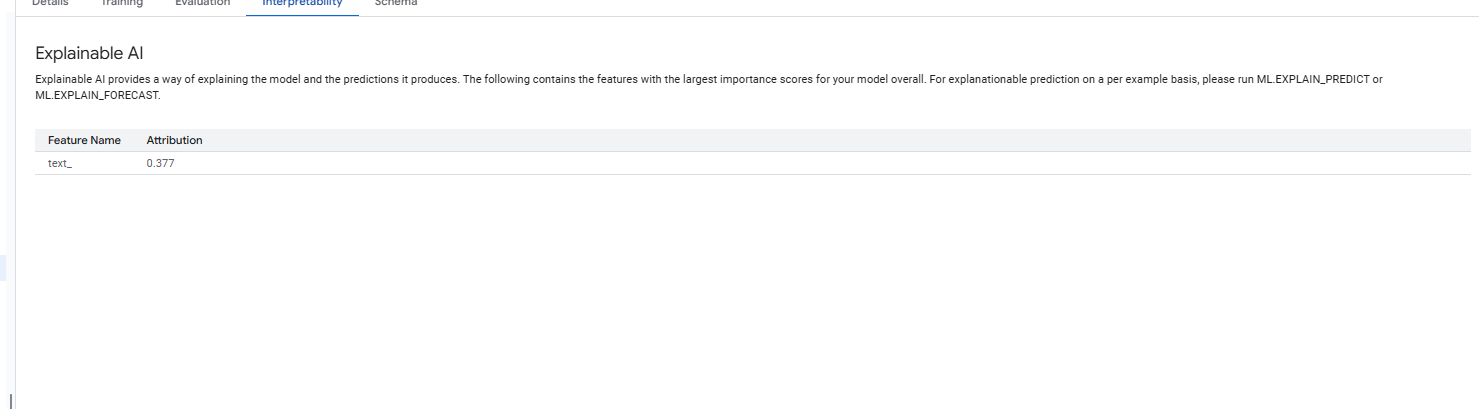 Details Training Evaluation Interpretability Schema
Explainable AI
Explainable AI provides a way of explaining the model and the predictions it produces. The following contains the features with the largest importance scores for your model overall. For explanationable prediction on a per example basis, please run ML.EXPLAIN_PREDICT or
ML.EXPLAIN_FORECAST.
Feature Name Attribution
text_ 0.377